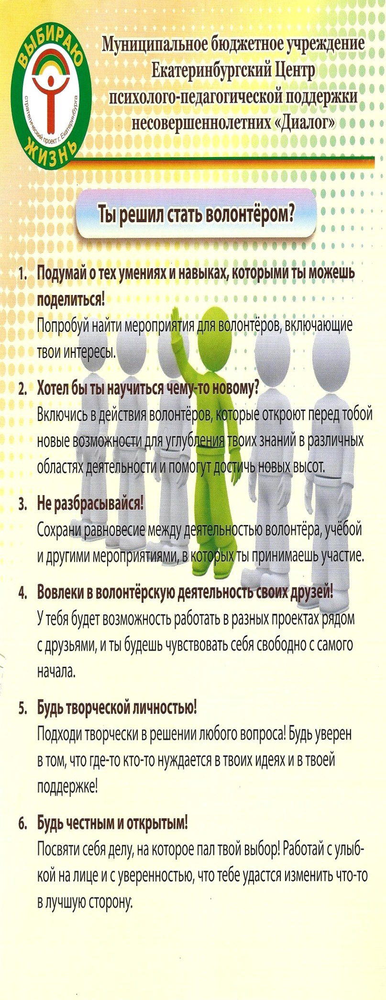 ВЫБИРАЮ
стратегический проект г. Екатеринбурга
ЖИЗНЬ
Муниципальное бюджетное учреждение
Екатеринбургский Центр
психолого-педагогической поддержки
несовершеннолетних «Диалог»
Ты решил стать волонтёром?
1. Подумай о тех умениях и навыках, которыми ты можешь
поделиться!
Попробуй найти мероприятия для волонтёров, включающие
твои интересы.
2. Хотел бы ты научиться чему-то новому?
Включись в действия волонтёров, которые откроют перед тобой
новые возможности для углубления твоих знаний в различных
областях деятельности и помогут достичь новых высот.
3. Не разбрасывайся!
Сохрани равновесие между деятельностью волонтёра, учёбой
и другими мероприятиями, в которых ты принимаешь участие.
4. Вовлеки в волонтёрскую деятельность своих друзей!
У тебя будет возможность работать в разных проектах рядом
с друзьями, и ты будешь чувствовать себя свободно с самого
начала.
5. Будь творческой личностью!
Подходи творчески в решении любого вопроса! Будь уверен
в том, что где-то кто-то нуждается в твоих идеях и в твоей
поддержке!
6. Будь честным и открытым!
Посвяти себя делу, на которое пал твой выбор! Работай с улыб-
кой на лице и с уверенностью, что тебе удастся изменить что-то
в лучшую сторону.